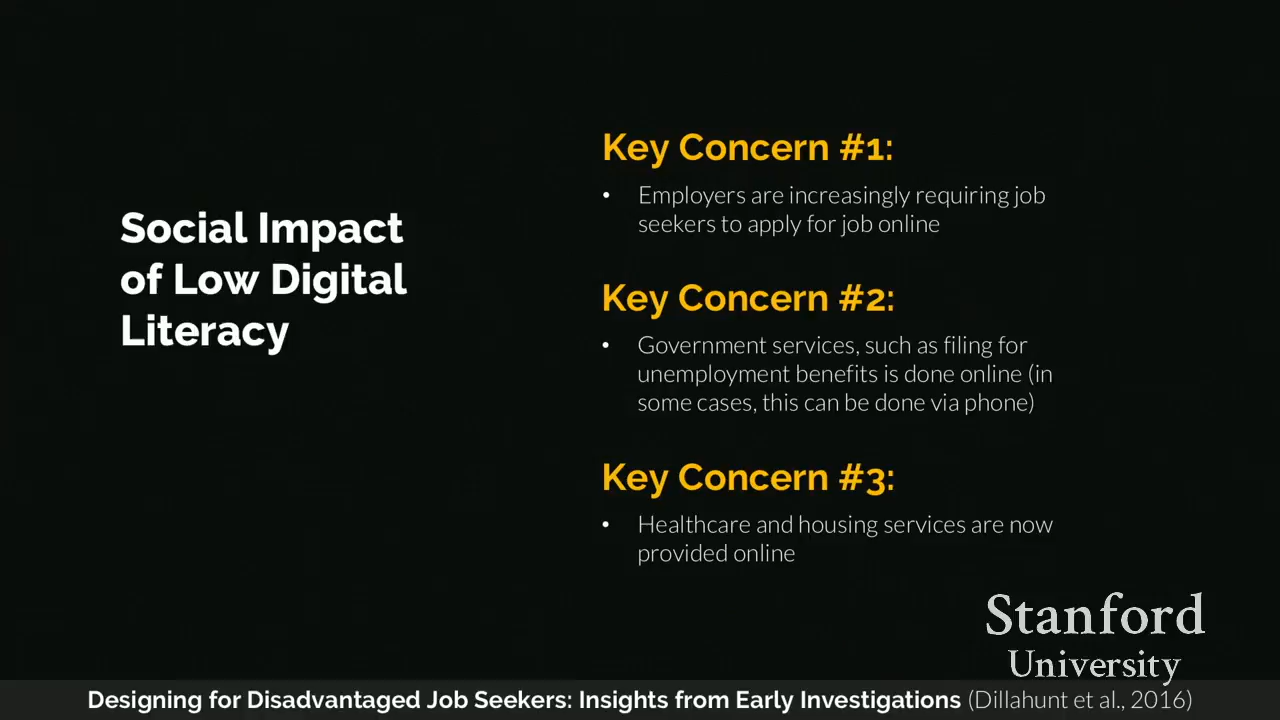 Social Impact
of Low Digital
Literacy
Key Concern #1:
• Employers are increasingly requiring job
seekers to apply for job online
Key Concern #2:
• Government services, such as filing for
unemployment benefits is done online (in
some cases, this can be done via phone)
Key Concern #3:
• Healthcare and housing services are now
provided online
Stanford
University
Designing for Disadvantaged Job Seekers: Insights from Early Investigations (Dillahunt et al., 2016)